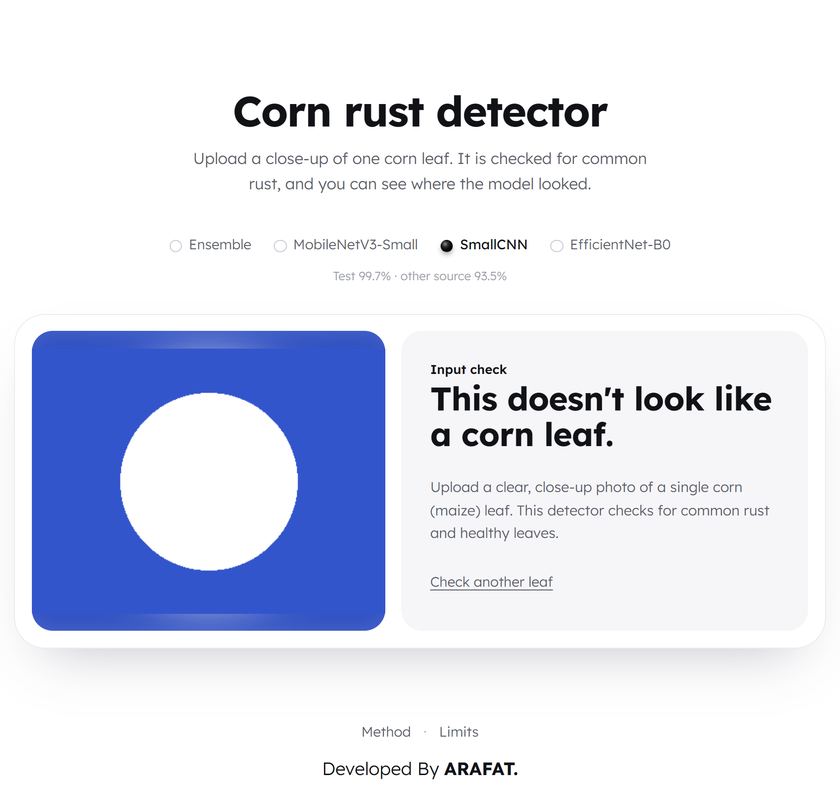 Corn rust detector
Upload a close-up of one corn leaf. It is checked for common
rust, and you can see where the model looked.
Ensemble MobileNetV3-Small SmallCNN EfficientNet-B0
Test 99.7% · other source 93.5%
Input check
This doesn't look like
a corn leaf.
Upload a clear, close-up photo of a single corn
(maize) leaf. This detector checks for common rust
and healthy leaves.
Check another leaf
Method · Limits
Developed By ARAFAT.